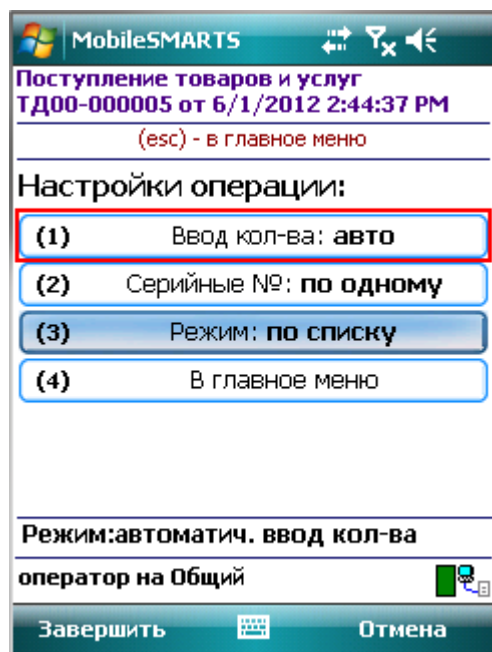 MobileSMARTS
Поступление товаров и услуг
ТД00-000005 от 6/1/2012 2:44:37 PM
(esc) - в главное меню
Настройки операции:
(1) Ввод кол-ва: авто
(2) Серийные №: по одному
(3) Режим: по списку
(4) В главное меню
Режим:автоматич. ввод кол-ва
оператор на Общий
Завершить Отмена